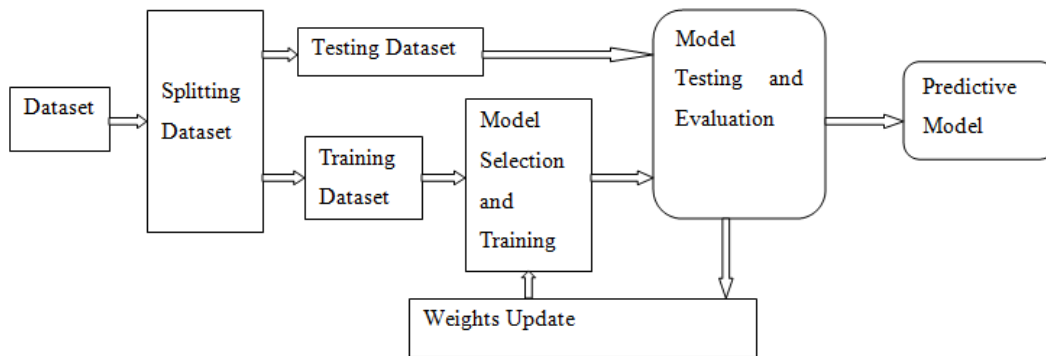 Dataset
Splitting
Dataset
Testing Dataset
Training
Dataset
Model
Selection
and
Training
Model
Testing and
Evaluation
Predictive
Model
Weights Update